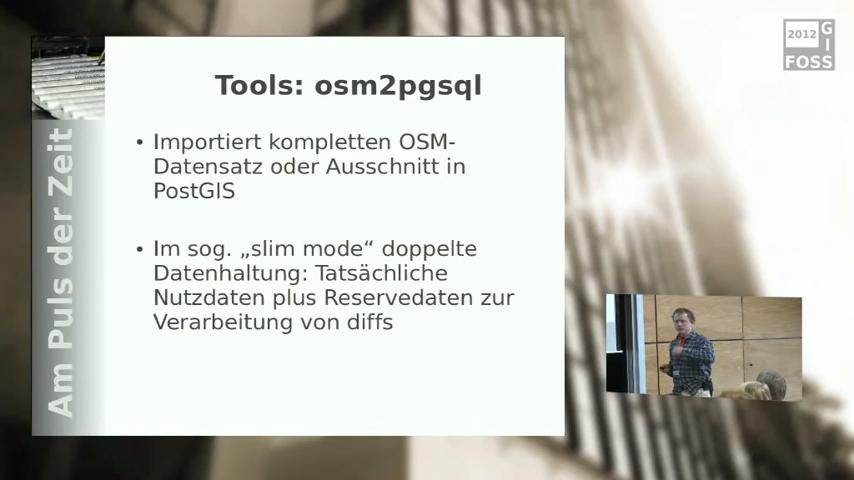 2012
G
I
FOSS
Tools: osm2pgsql
• Importiert kompletten OSM-
Datensatz oder Ausschnitt in
PostGIS
• Im sog. „slim mode“ doppelte
Datenhaltung: Tatsächliche
Nutzdaten plus Reservedaten zur
Verarbeitung von diffs
Am Puls der Zeit